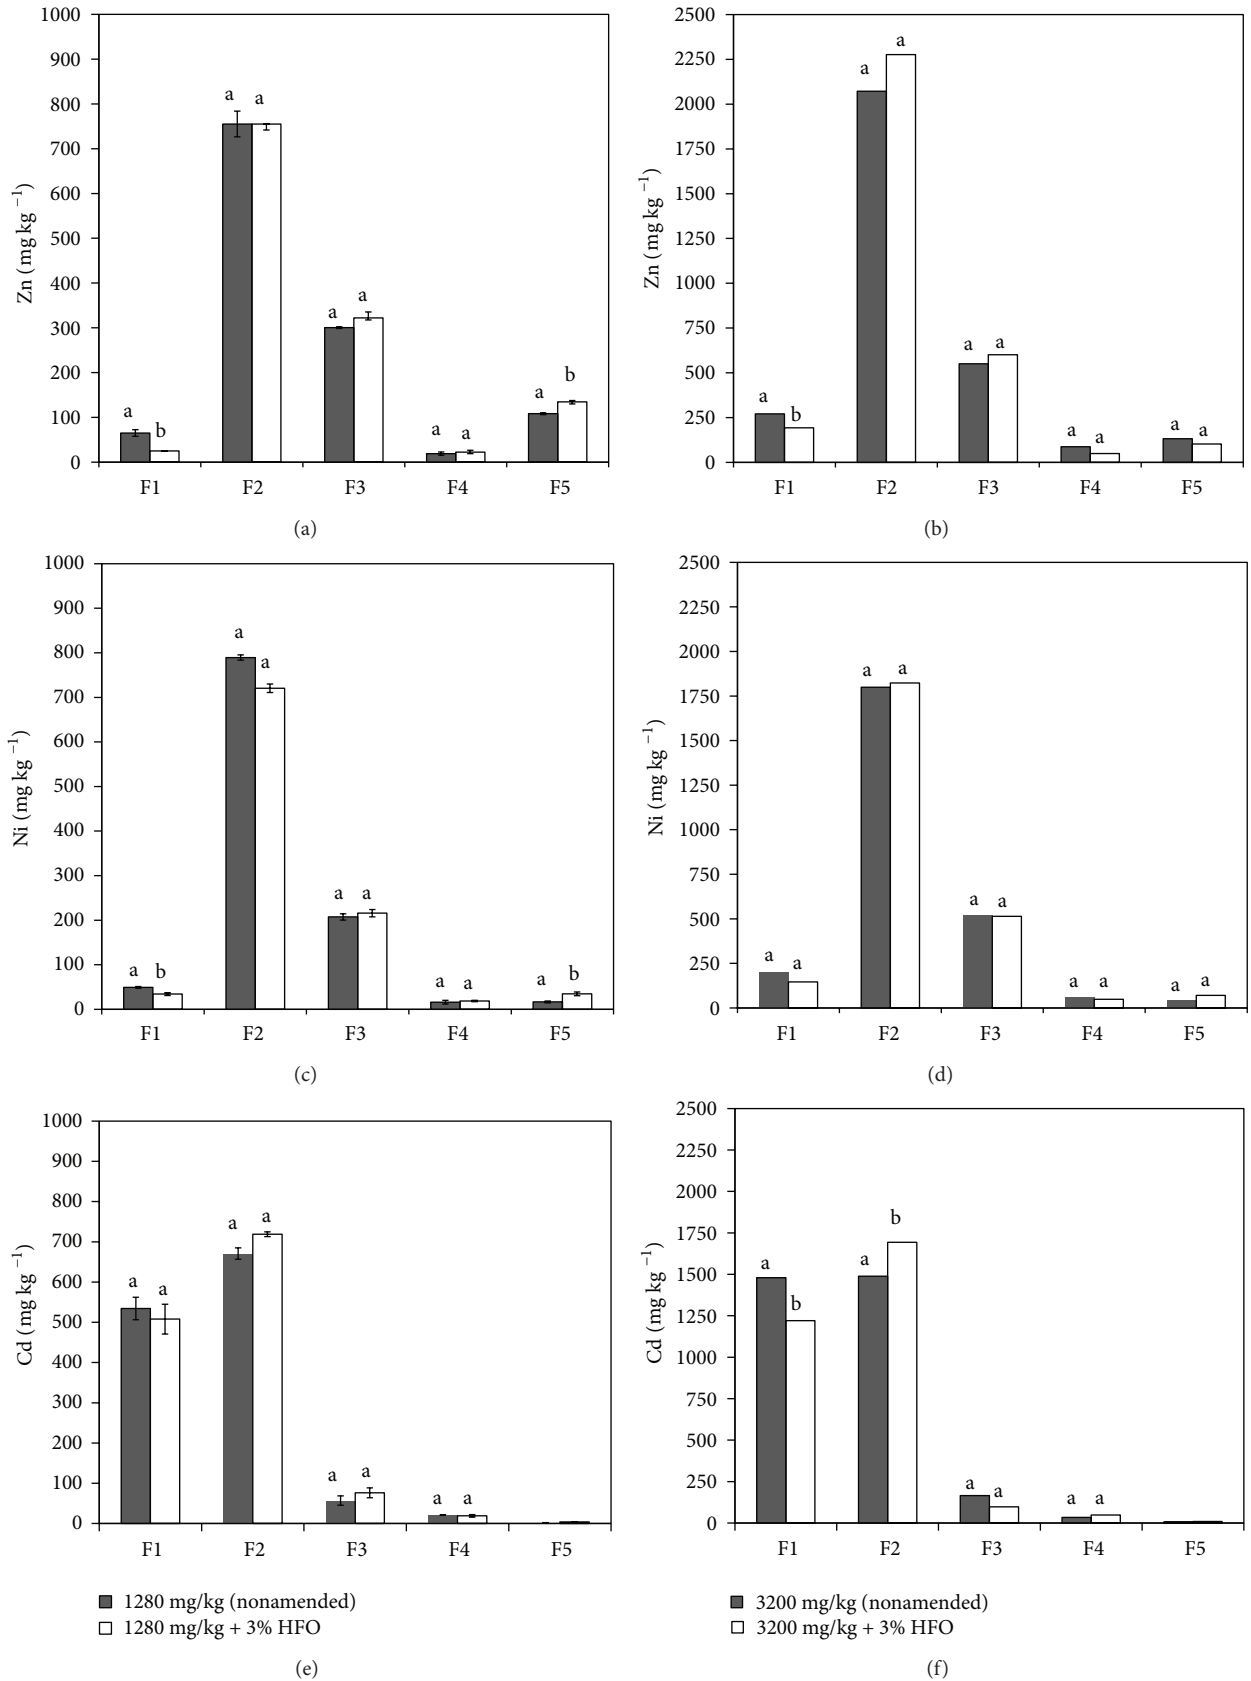 1000
900
800
700
600
500
400
300
200
100
0
Zn (mg kg −1)
a a
a a
a b
a a
a b
F1 F2 F3 F4 F5
(a)
2500
2250
2000
1750
1500
1250
1000
750
500
250
0
Zn (mg kg −1)
a a
a a
a b
a a
a a
F1 F2 F3 F4 F5
(b)
1000
900
800
700
600
500
400
300
200
100
0
Ni (mg kg −1)
a a
a a
a b
a a
a b
F1 F2 F3 F4 F5
(c)
2500
2250
2000
1750
1500
1250
1000
750
500
250
0
Ni (mg kg −1)
a a
a a
a a
a a
a a
F1 F2 F3 F4 F5
(d)
1000
900
800
700
600
500
400
300
200
100
0
Cd (mg kg −1)
a a
a a
a a
a a
F1 F2 F3 F4 F5
1280 mg/kg (nonamended)
1280 mg/kg + 3% HFO
(e)
2500
2250
2000
1750
1500
1250
1000
750
500
250
0
Cd (mg kg −1)
a b
a b
a a
a a
F1 F2 F3 F4 F5
3200 mg/kg (nonamended)
3200 mg/kg + 3% HFO
(f)